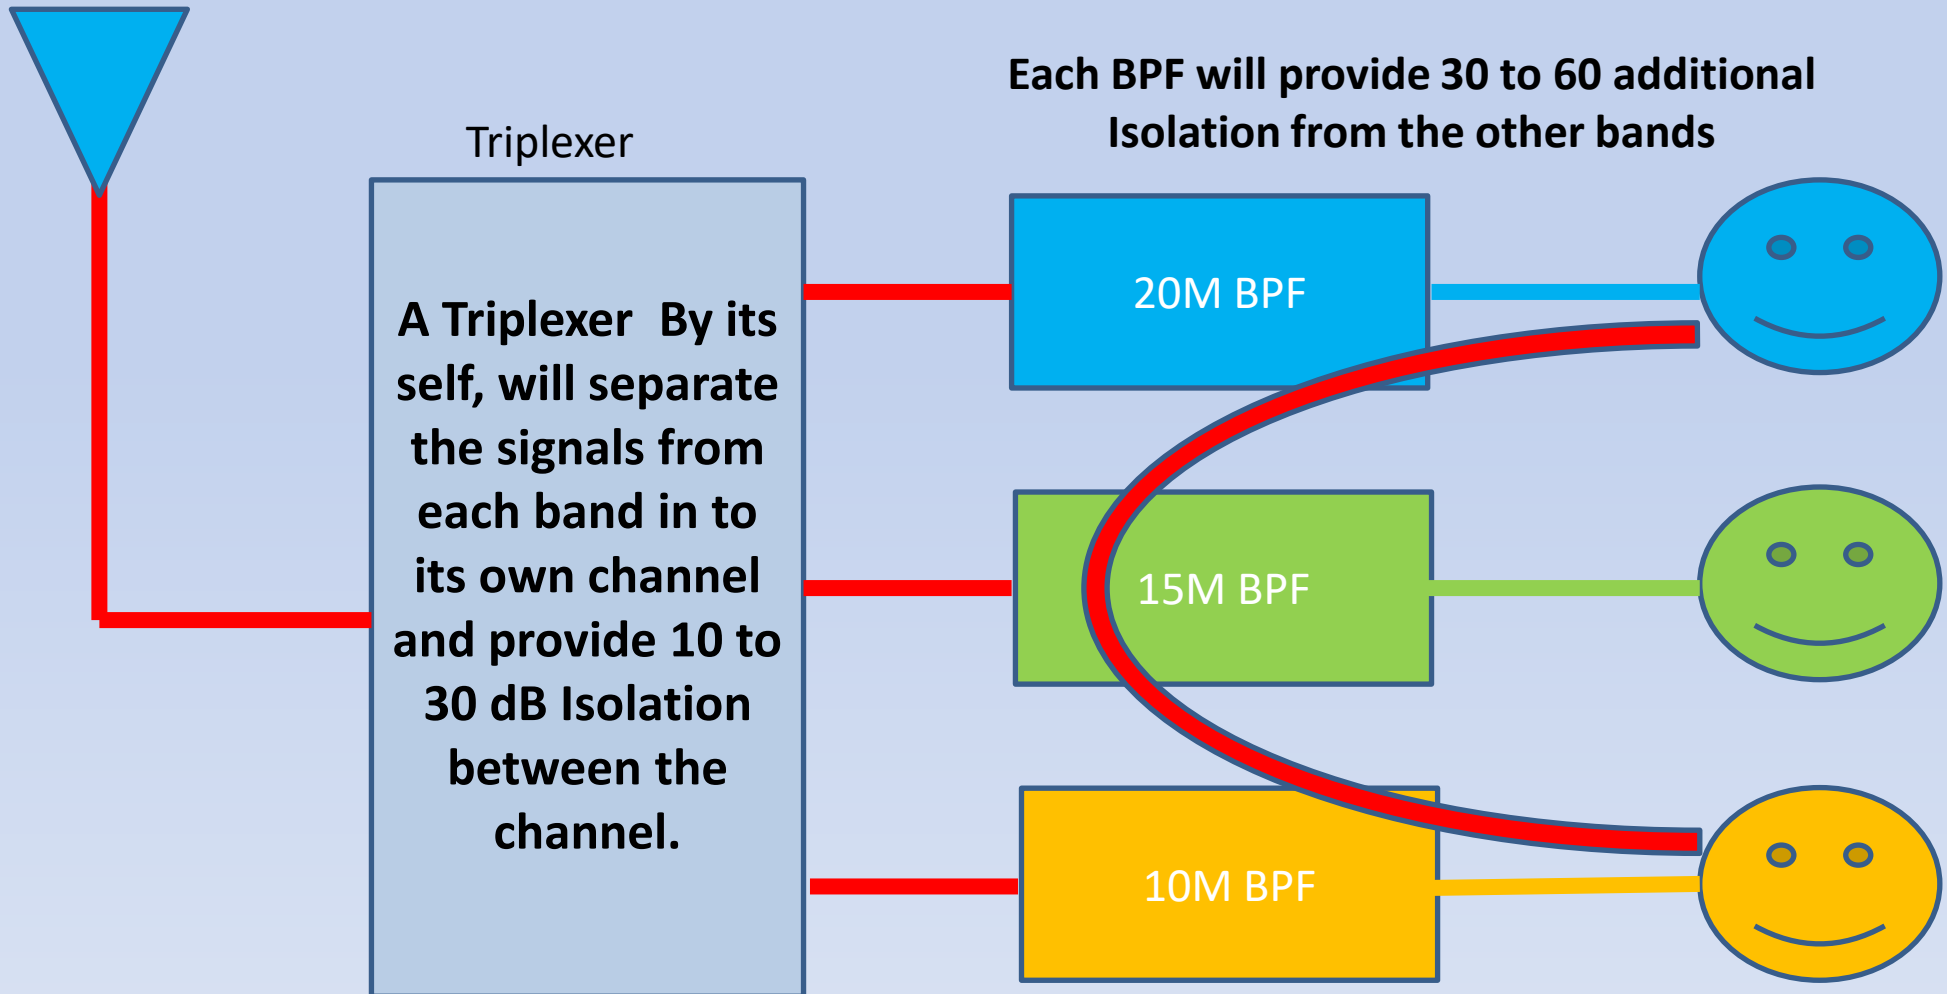 Each BPF will provide 30 to 60 additional
Isolation from the other bands
Triplexer
A Triplexer  By its
self, will separate
the signals from
each band in to
its own channel
and provide 10 to
30 dB Isolation
between the
channel.
20M BPF
15M BPF
10M BPF